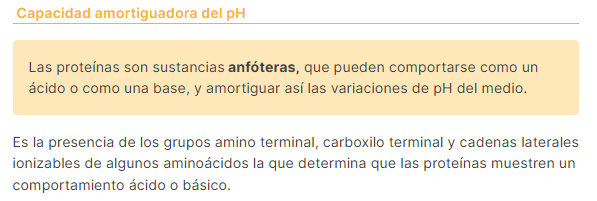 Capacidad amortiguadora del pH
Las proteínas son sustancias anfóteras, que pueden comportarse como un
ácido o como una base, y amortiguar así las variaciones de pH del medio.
Es la presencia de los grupos amino terminal, carboxilo terminal y cadenas laterales
ionizables de algunos aminoácidos la que determina que las proteínas muestren un
comportamiento ácido o básico.